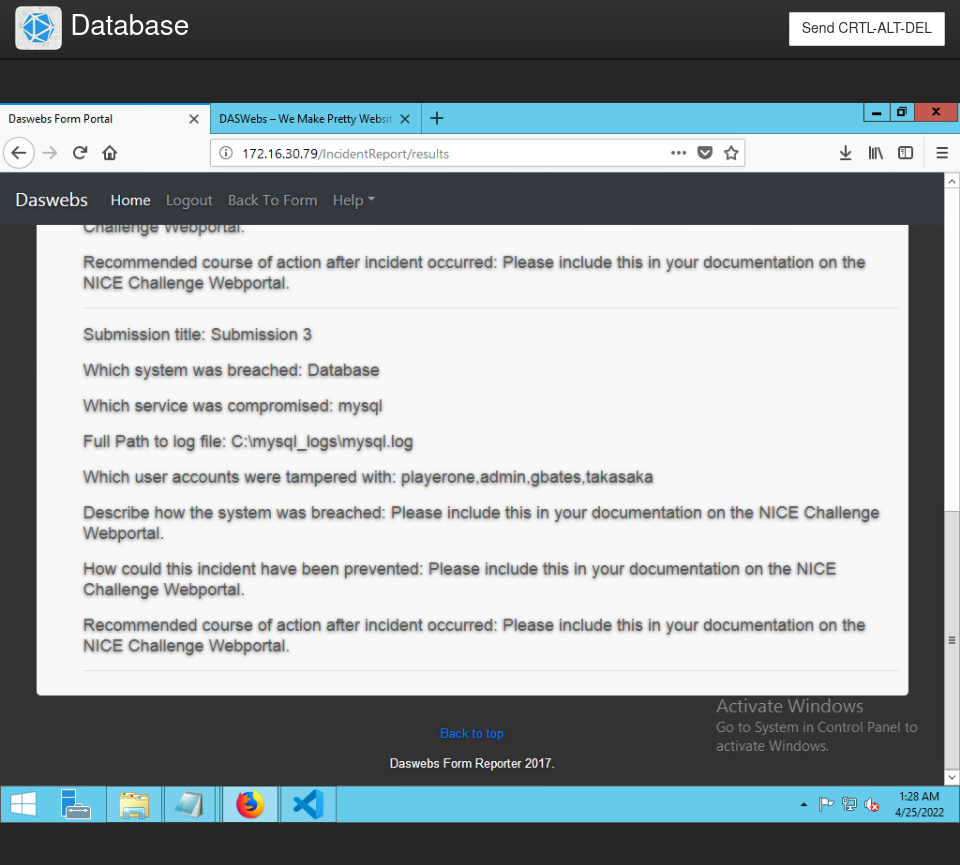 Database
Send CRTL-ALT-DEL
Daswebs Form Portal
DASWebs – We Make Pretty Websit
172.16.30.79/IncidentReport/results
Daswebs Home Logout Back To Form Help
Challenge Webportal.
Recommended course of action after incident occurred: Please include this in your documentation on the
NICE Challenge Webportal.
Submission title: Submission 3
Which system was breached: Database
Which service was compromised: mysql
Full Path to log file: C:\mysql_logs\mysql.log
Which user accounts were tampered with: playerone,admin,gbates,takasaka
Describe how the system was breached: Please include this in your documentation on the NICE Challenge
Webportal.
How could this incident have been prevented: Please include this in your documentation on the NICE
Challenge Webportal.
Recommended course of action after incident occurred: Please include this in your documentation on the
NICE Challenge Webportal.
Activate Windows
Go to System in Control Panel to
activate Windows.
Back to top
Daswebs Form Reporter 2017.
1:28 AM
4/25/2022